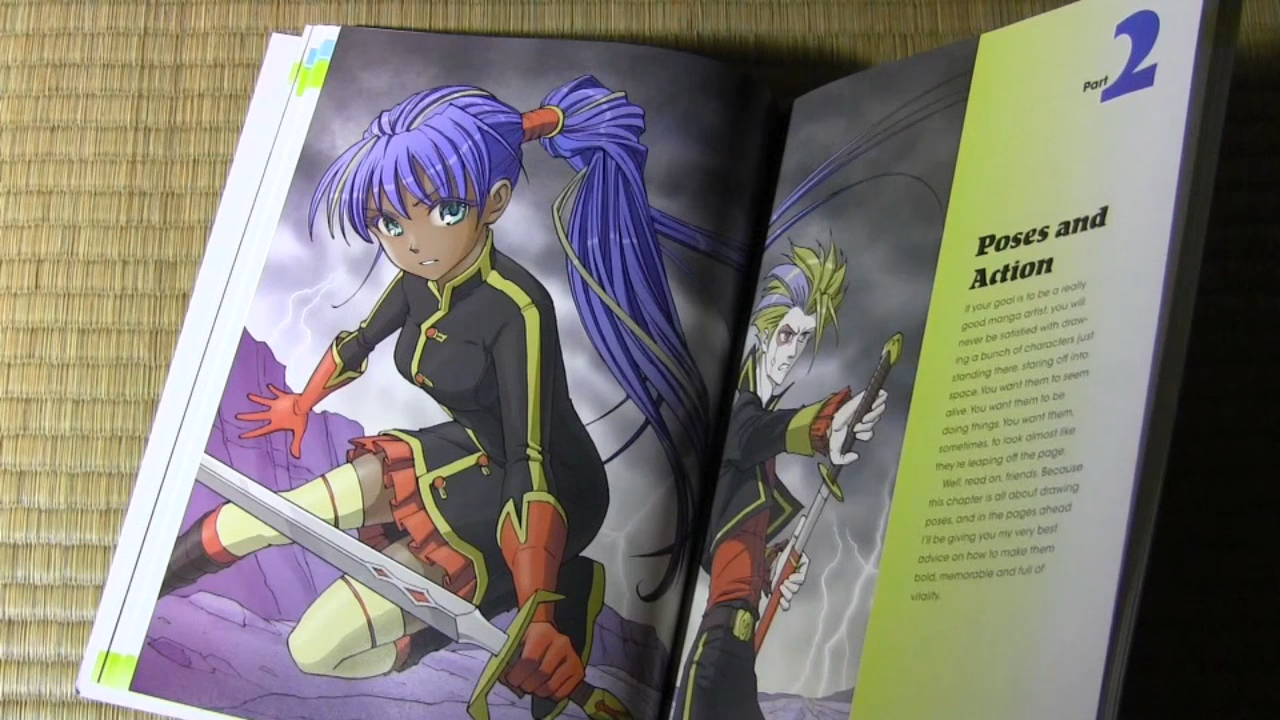 Part 2
Poses and
Action
If your goal is to be a really
good manga artist, you will
never be satisfied with draw-
ing a bunch of characters just
standing there, staring off into
space. You want them to seem
alive. You want them to be
doing things. You want them,
sometimes, to look almost like
they're leaping off the page.
Well, read on, friends. Because
this chapter is all about drawing
poses, and in the pages ahead
I'll be giving you my very best
advice on how to make them
bold, memorable and full of
vitality.